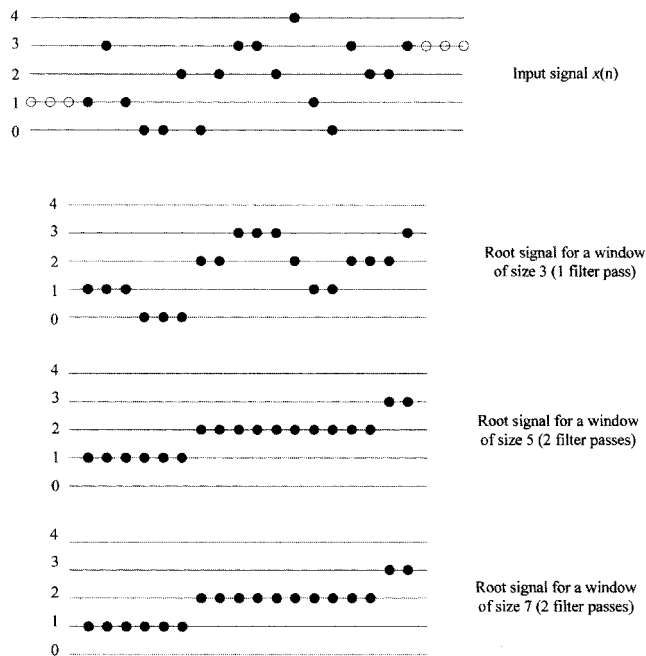 4
3
2
1
0
Input signal x(n)
4
3
2
1
0
Root signal for a window
of size 3 (1 filter pass)
4
3
2
1
0
Root signal for a window
of size 5 (2 filter passes)
4
3
2
1
0
Root signal for a window
of size 7 (2 filter passes)